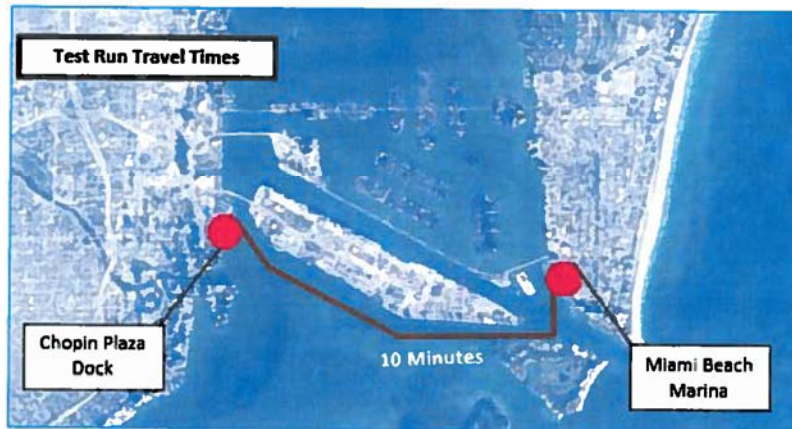 Test Run Travel Times
Chopin Plaza
Dock
10 Minutes
Miami Beach
Marina